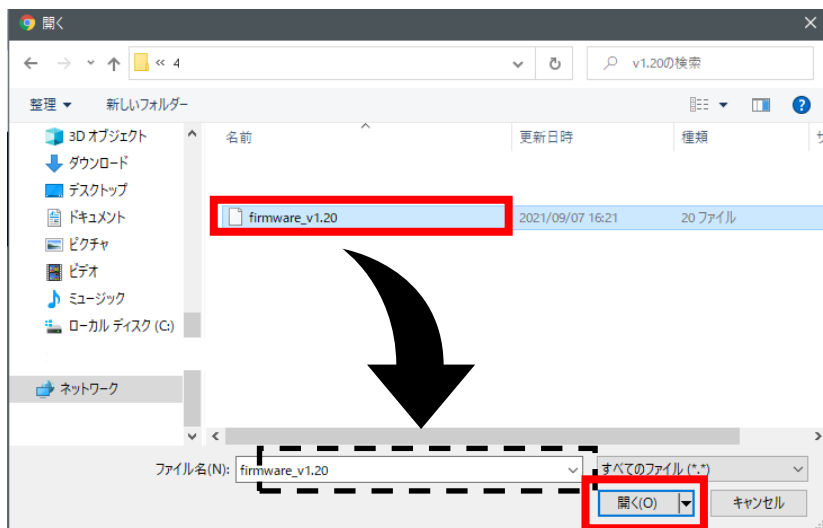 開く
« 4
v1.20の検索
整理 新しいフォルダー
名前 更新日時 種類
3D オブジェクト
ダウンロード
デスクトップ
ドキュメント
ピクチャ
ビデオ
ミュージック
ローカル ディスク (C:)
ネットワーク
firmware_v1.20 2021/09/07 16:21 20 ファイル
ファイル名(N): firmware_v1.20 すべてのファイル (*.*)
開く(O) キャンセル